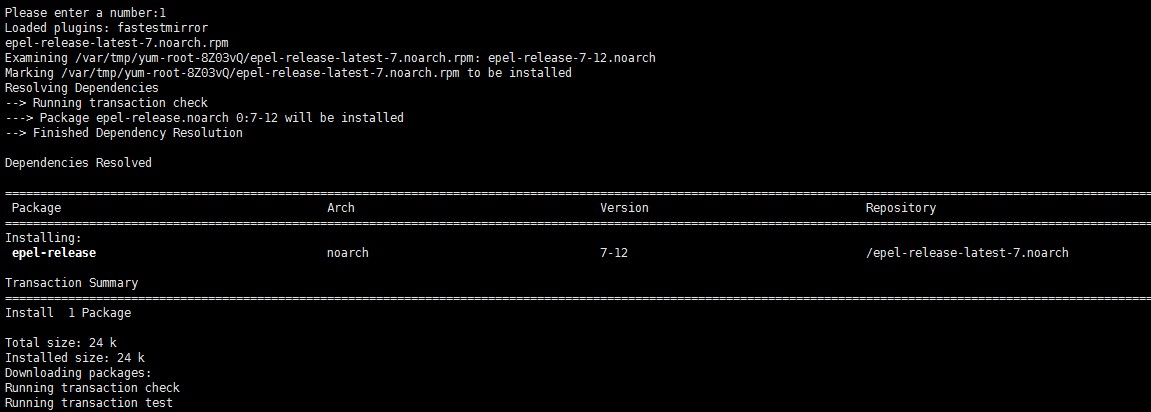 Please enter a number:1
Loaded plugins: fastestmirror
epel-release-latest-7.noarch.rpm
Examining /var/tmp/yum-root-8Z03vQ/epel-release-latest-7.noarch.rpm: epel-release-7-12.noarch
Marking /var/tmp/yum-root-8Z03vQ/epel-release-latest-7.noarch.rpm to be installed
Resolving Dependencies
--> Running transaction check
---> Package epel-release.noarch 0:7-12 will be installed
--> Finished Dependency Resolution
Dependencies Resolved
Package Arch Version Repository
Installing:
epel-release noarch 7-12 /epel-release-latest-7.noarch
Transaction Summary
Install  1 Package
Total size: 24 k
Installed size: 24 k
Downloading packages:
Running transaction check
Running transaction test